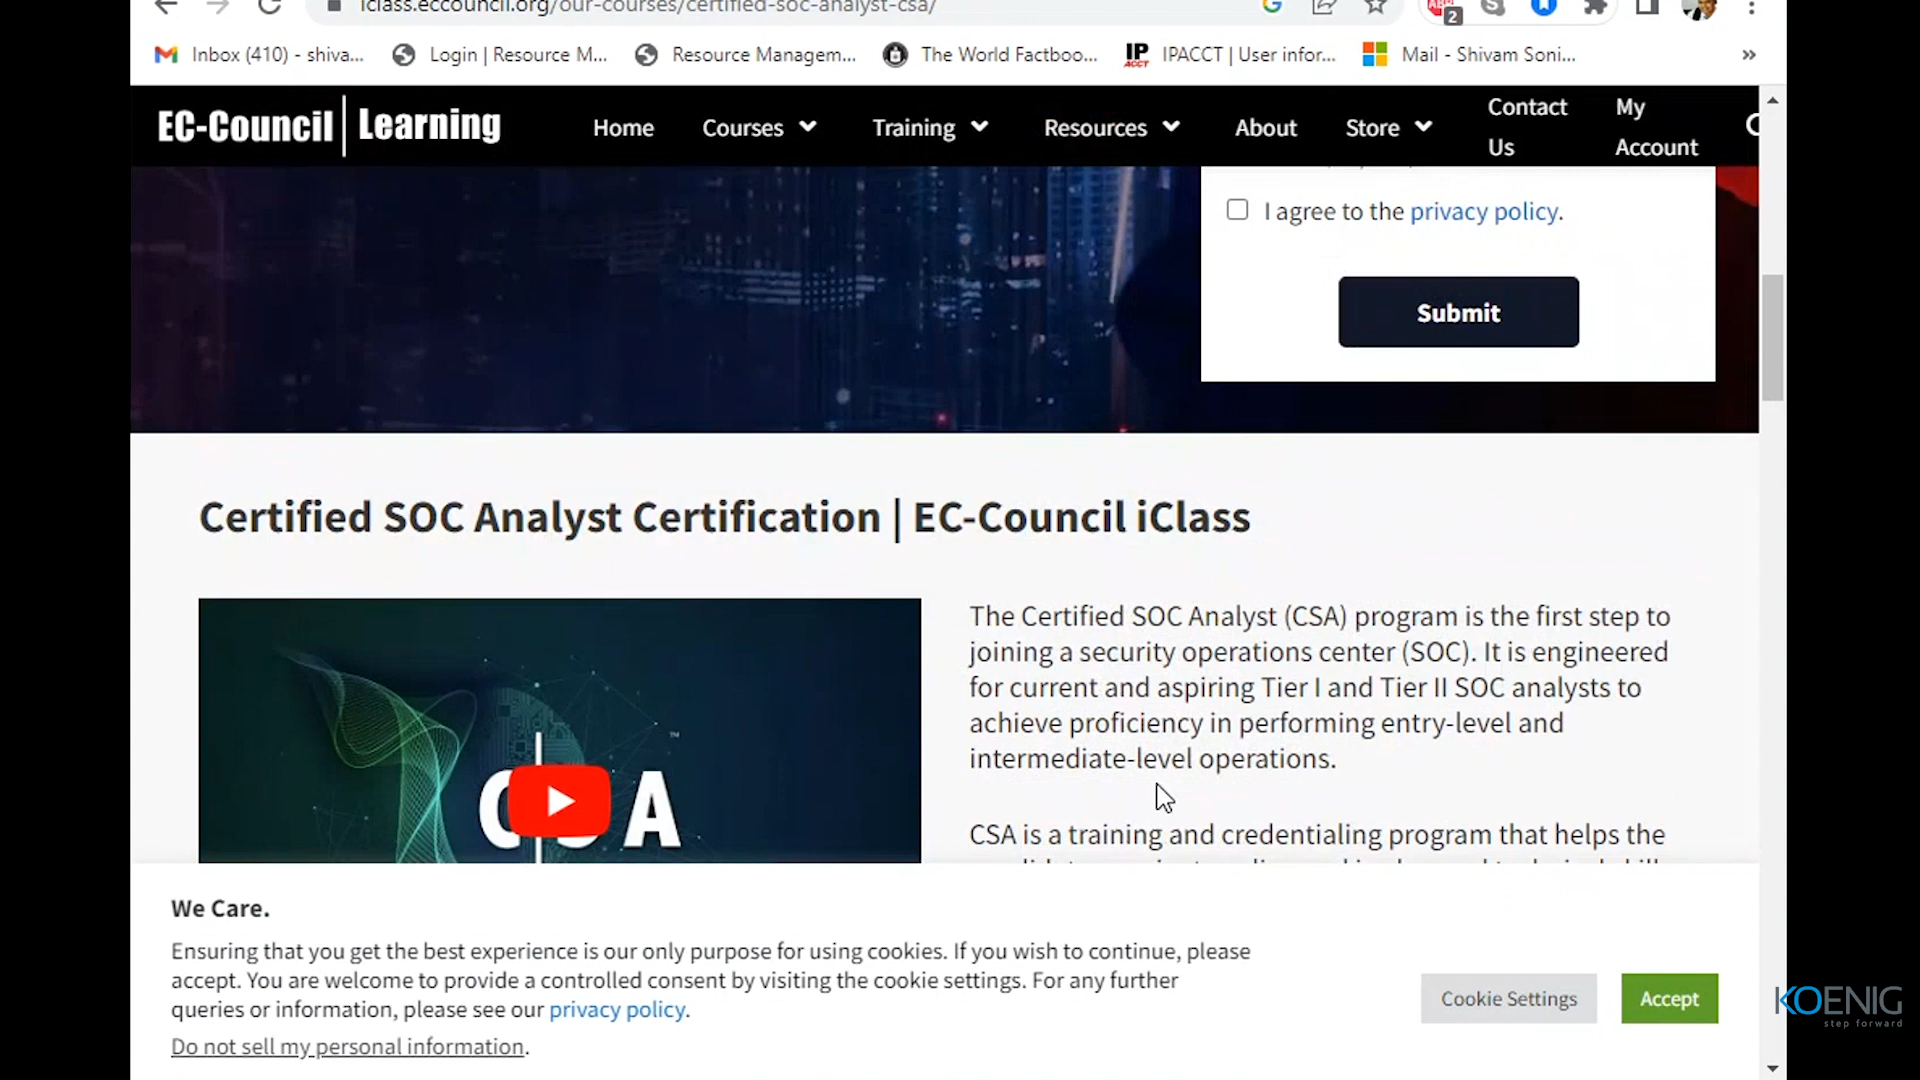 iclass.eccouncil.org/our-courses/certified-soc-analyst-csa/
2
Inbox (410) - shiva...
Login | Resource M...
Resource Managem...
The World Factboo...
IP
ACCT
IPACCT | User infor...
Mail - Shivam Soni...
»
EC-Council | Learning
Home
Courses
Training
Resources
About
Store
Contact
Us
My
Account
I agree to the privacy policy.
Submit
Certified SOC Analyst Certification | EC-Council iClass
The Certified SOC Analyst (CSA) program is the first step to
joining a security operations center (SOC). It is engineered
for current and aspiring Tier I and Tier II SOC analysts to
achieve proficiency in performing entry-level and
intermediate-level operations.
CSA is a training and credentialing program that helps the
We Care.
Ensuring that you get the best experience is our only purpose for using cookies. If you wish to continue, please
accept. You are welcome to provide a controlled consent by visiting the cookie settings. For any further
queries or information, please see our privacy policy.
Do not sell my personal information.
Cookie Settings
Accept
KOENIG
step forward